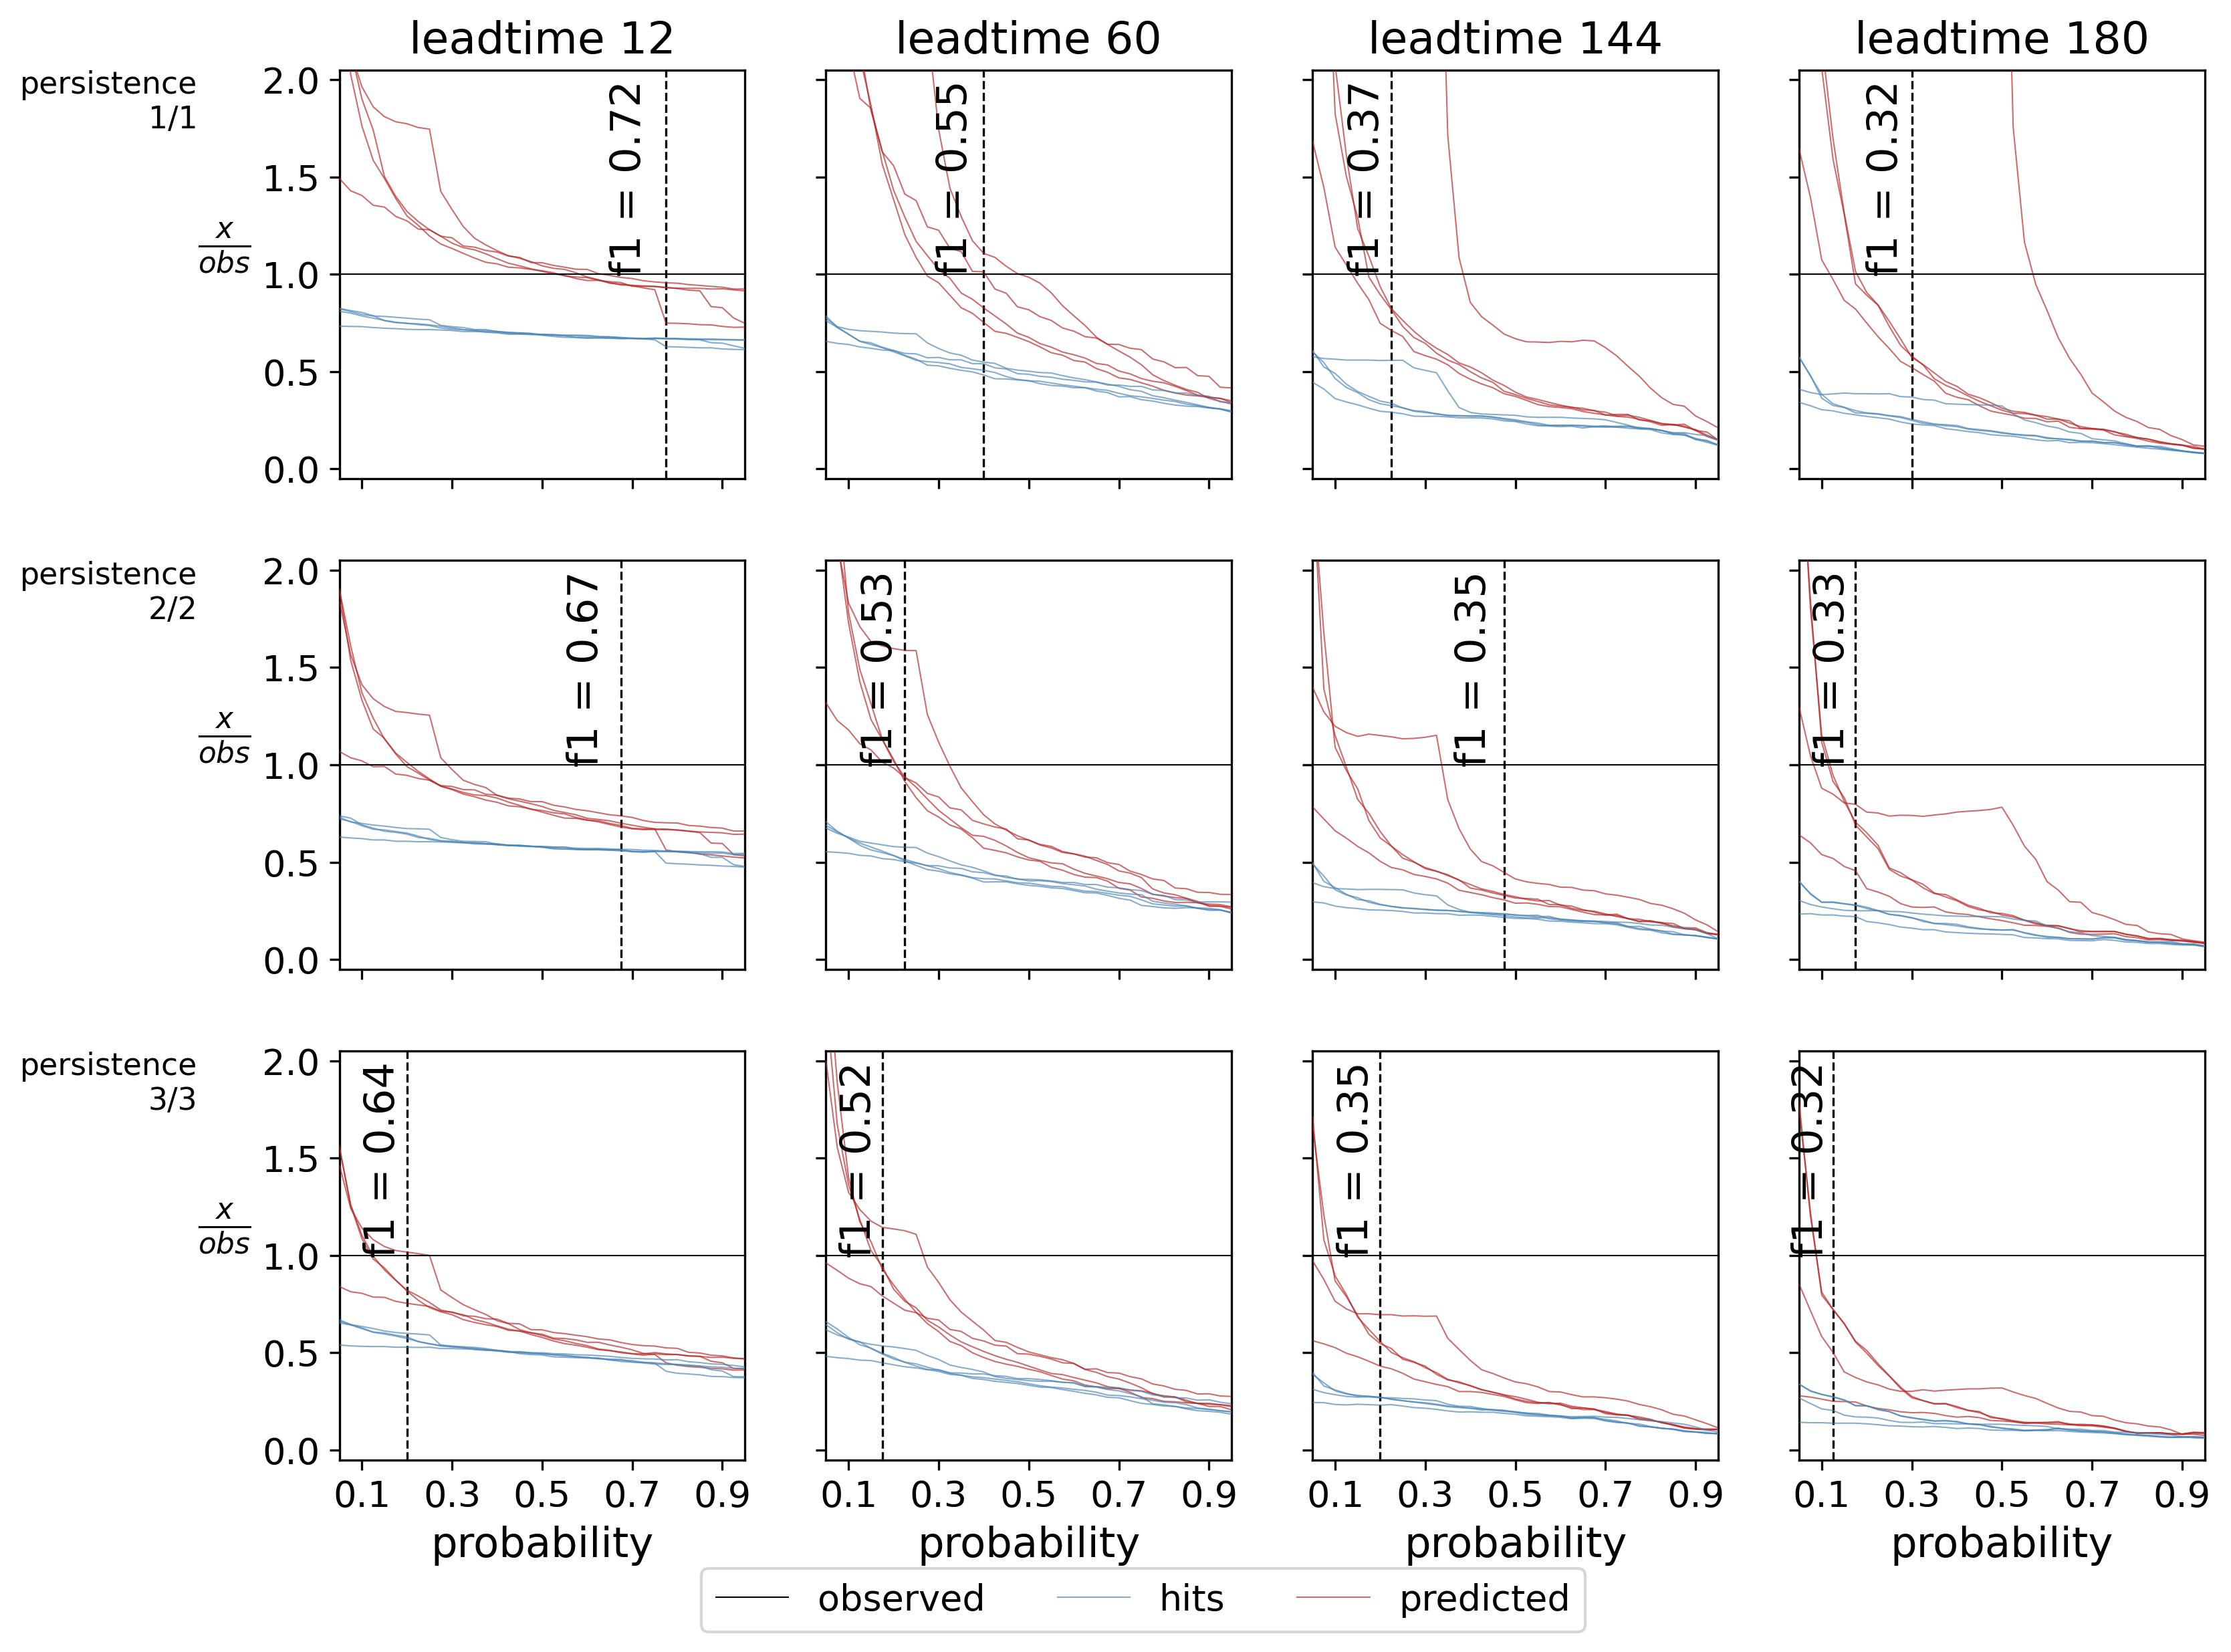 leadtime 12 leadtime 60 leadtime 144 leadtime 180
persistence
1/1
x
obs
2.0
1.5
1.0
0.5
0.0
f1 = 0.72
f1 = 0.55
f1 = 0.37
f1 = 0.32
persistence
2/2
x
obs
2.0
1.5
1.0
0.5
0.0
f1 = 0.67
f1 = 0.53
f1 = 0.35
f1 = 0.33
persistence
3/3
x
obs
2.0
1.5
1.0
0.5
0.0
f1 = 0.64
f1 = 0.52
f1 = 0.35
f1 = 0.32
0.1 0.3 0.5 0.7 0.9 0.1 0.3 0.5 0.7 0.9 0.1 0.3 0.5 0.7 0.9 0.1 0.3 0.5 0.7 0.9
probability probability probability probability
observed hits predicted